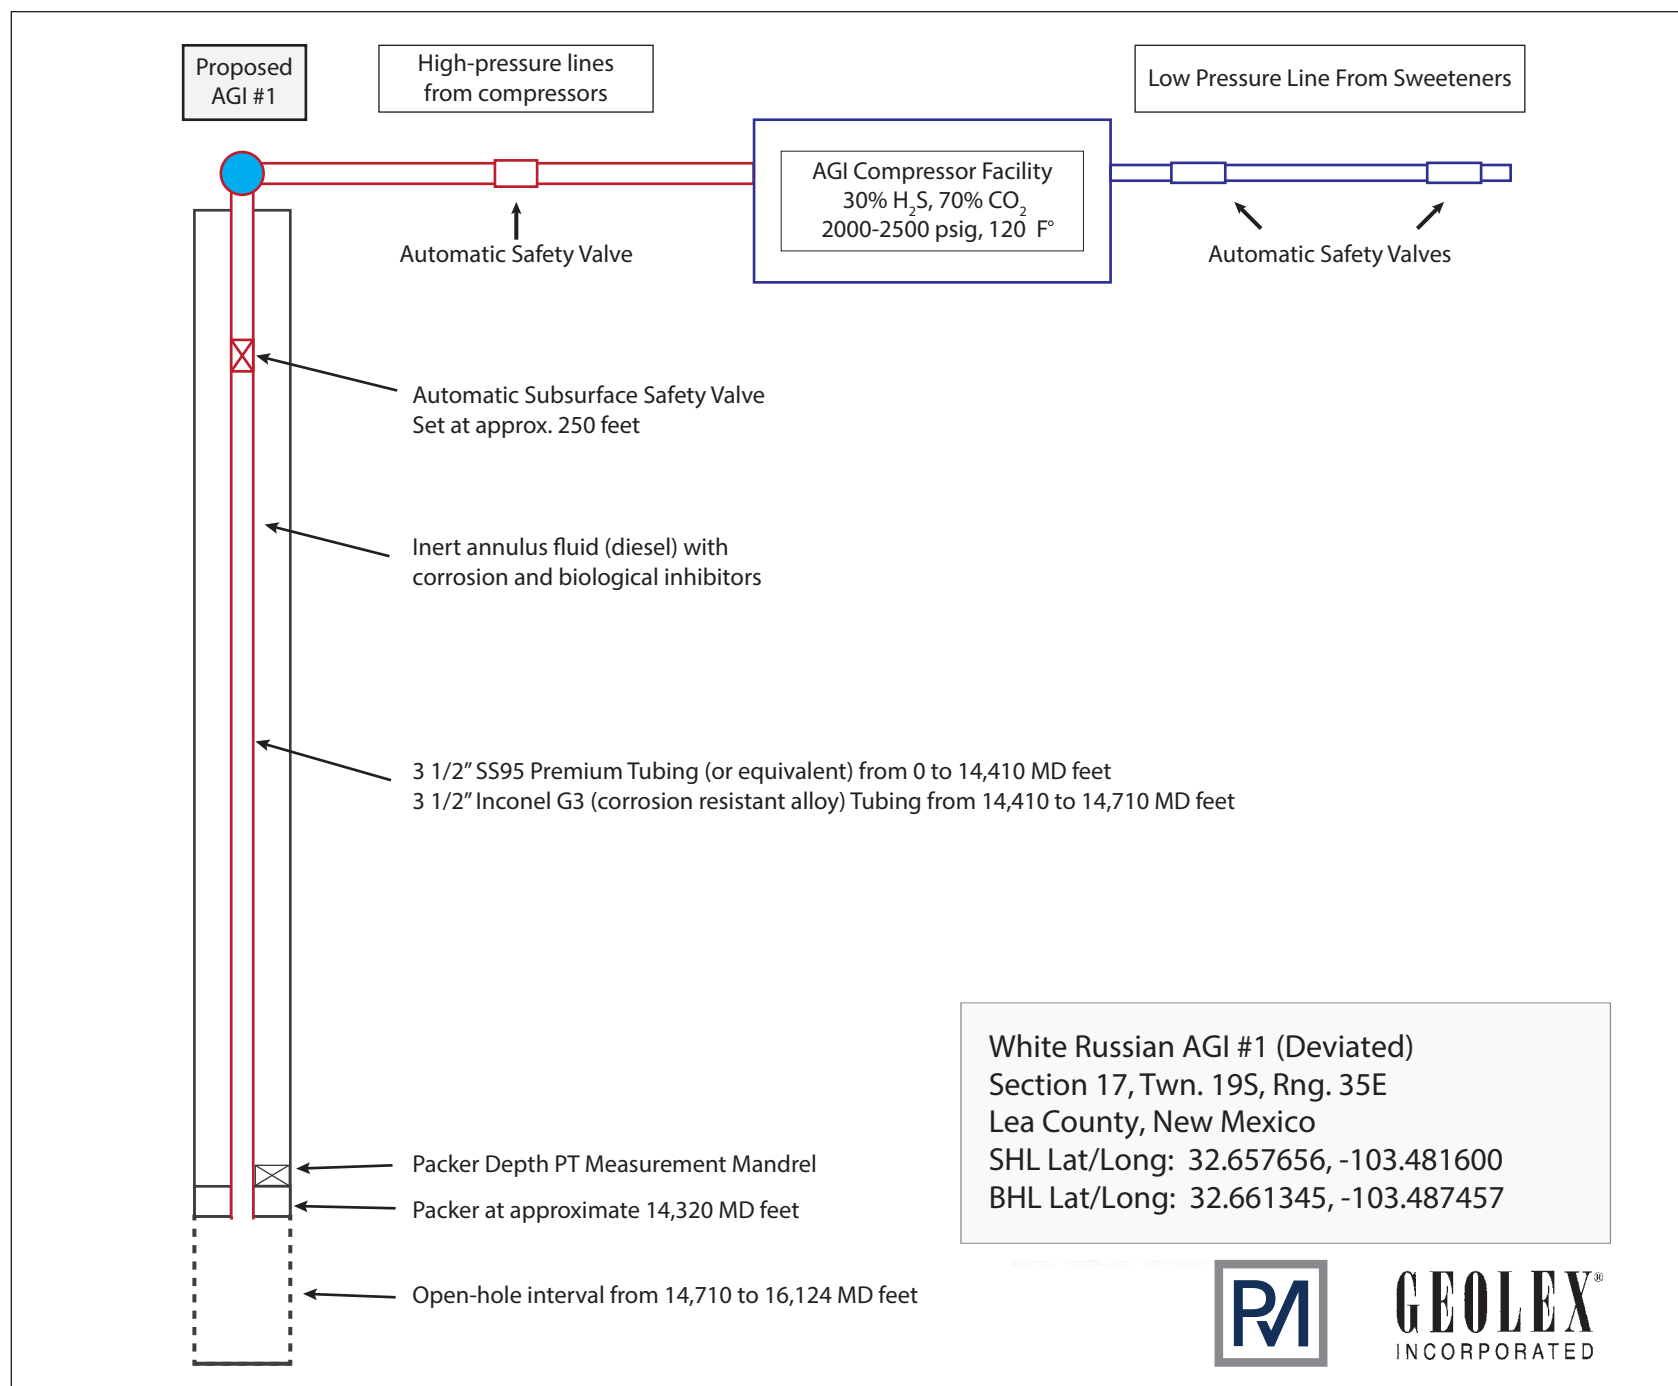 Proposed
AGI #1
High-pressure lines
from compressors
Low Pressure Line From Sweeteners
AGI Compressor Facility
30% H₂S, 70% CO₂
2000-2500 psig, 120 F°
Automatic Safety Valve
Automatic Safety Valves
Automatic Subsurface Safety Valve
Set at approx. 250 feet
Inert annulus fluid (diesel) with
corrosion and biological inhibitors
3 1/2” SS95 Premium Tubing (or equivalent) from 0 to 14,410 MD feet
3 1/2” Inconel G3 (corrosion resistant alloy) Tubing from 14,410 to 14,710 MD feet
Packer Depth PT Measurement Mandrel
Packer at approximate 14,320 MD feet
Open-hole interval from 14,710 to 16,124 MD feet
White Russian AGI #1 (Deviated)
Section 17, Twn. 19S, Rng. 35E
Lea County, New Mexico
SHL Lat/Long: 32.657656, -103.481600
BHL Lat/Long: 32.661345, -103.487457
PM
GEOLEX®
INCORPORATED